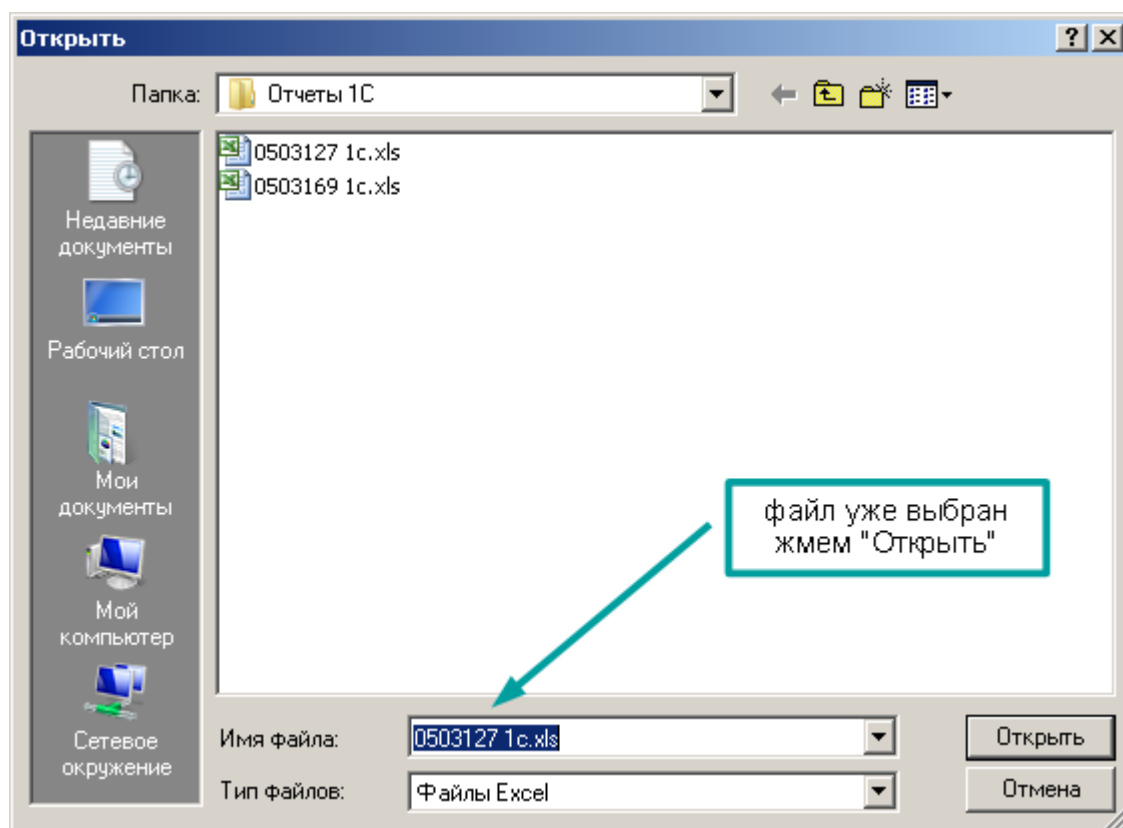 Открыть
Папка:
Отчеты 1С
0503127 1c.xls
0503169 1c.xls
Недавние
документы
Рабочий стол
Мои
документы
Мой
компьютер
Сетевое
окружение
файл уже выбран
жмем "Открыть"
Имя файла:
0503127 1c.xls
Открыть
Тип файлов:
Файлы Excel
Отмена